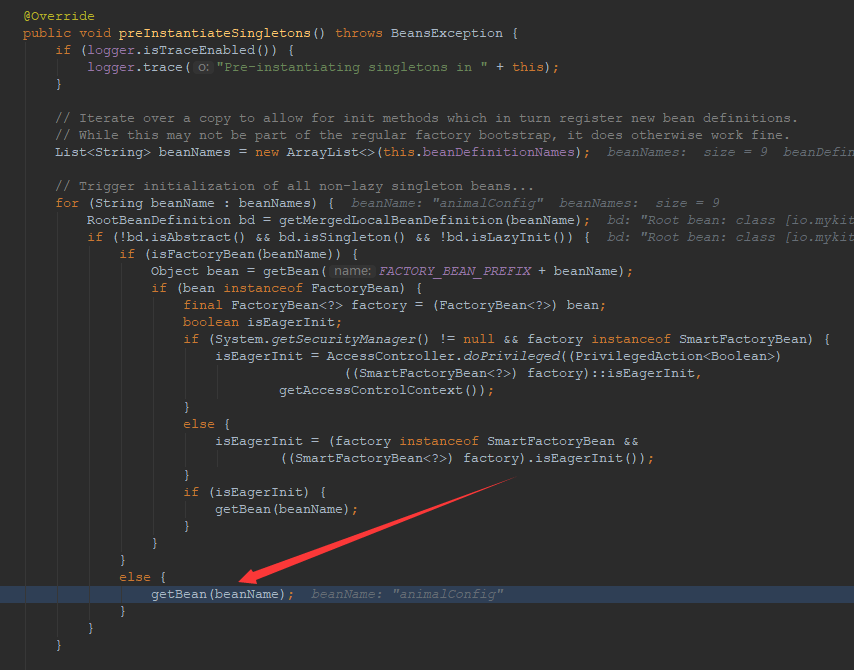 @Override
public void preInstantiateSingletons() throws BeansException {
if (logger.isTraceEnabled()) {
logger.trace( o: "Pre-instantiating singletons in " + this);
}
// Iterate over a copy to allow for init methods which in turn register new bean definitions.
// While this may not be part of the regular factory bootstrap, it does otherwise work fine.
List<String> beanNames = new ArrayList<>(this.beanDefinitionNames); beanNames: size = 9 beanDefin
// Trigger initialization of all non-lazy singleton beans...
for (String beanName : beanNames) { beanName: "animalConfig" beanNames: size = 9
RootBeanDefinition bd = getMergedLocalBeanDefinition(beanName); bd: "Root bean: class [io.mykit
if (!bd.isAbstract() && bd.isSingleton() && !bd.isLazyInit()) { bd: "Root bean: class [io.mykit
if (isFactoryBean(beanName)) {
Object bean = getBean( name: FACTORY_BEAN_PREFIX + beanName);
if (bean instanceof FactoryBean) {
final FactoryBean<?> factory = (FactoryBean<?>) bean;
boolean isEagerInit;
if (System.getSecurityManager() != null && factory instanceof SmartFactoryBean) {
isEagerInit = AccessController.doPrivileged((PrivilegedAction<Boolean>)
((SmartFactoryBean<?>) factory)::isEagerInit,
getAccessControlContext());
}
else {
isEagerInit = (factory instanceof SmartFactoryBean &&
((SmartFactoryBean<?>) factory).isEagerInit());
}
if (isEagerInit) {
getBean(beanName);
}
}
}
else {
getBean(beanName); beanName: "animalConfig"
}
}
}